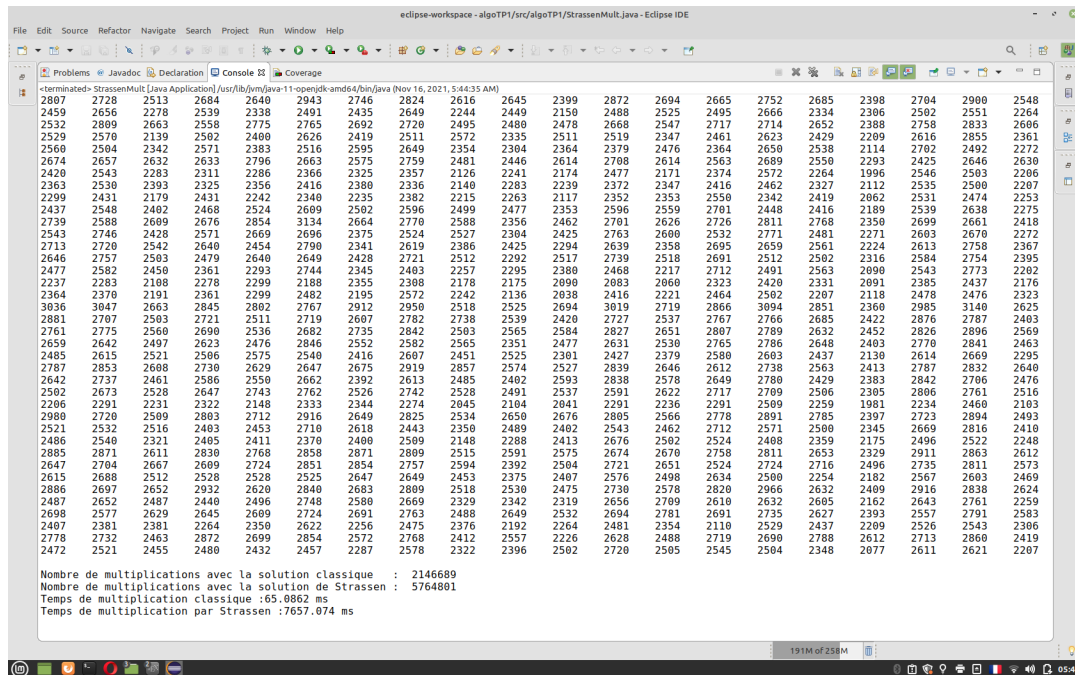 eclipse-workspace - algoTP1/src/algoTP1/StrassenMult.java - Eclipse IDE
File Edit Source Refactor Navigate Search Project Run Window Help
Problems Javadoc Declaration Console Coverage
<terminated> StrassenMult [Java Application] /usr/lib/jvm/java-11-openjdk-amd64/bin/java (Nov 16, 2021, 5:44:35 AM)
2807 2728 2513 2684 2640 2943 2746 2824 2616 2645 2399 2872 2694 2665 2752 2685 2398 2704 2900 2548
2459 2656 2278 2539 2338 2491 2435 2649 2244 2449 2150 2488 2525 2495 2666 2334 2306 2502 2551 2264
2532 2809 2663 2558 2775 2765 2692 2720 2495 2480 2478 2668 2547 2717 2714 2652 2388 2758 2833 2606
2529 2570 2139 2502 2400 2626 2419 2511 2572 2335 2511 2519 2347 2461 2623 2429 2209 2616 2855 2361
2560 2504 2342 2571 2383 2516 2595 2649 2354 2304 2364 2379 2476 2364 2650 2538 2114 2702 2492 2272
2674 2657 2632 2633 2796 2663 2575 2759 2481 2446 2614 2708 2614 2563 2689 2550 2293 2425 2646 2630
2420 2543 2283 2311 2286 2366 2325 2357 2126 2241 2174 2477 2171 2374 2572 2264 1996 2546 2503 2206
2363 2530 2393 2325 2356 2416 2380 2336 2140 2283 2239 2372 2347 2416 2462 2327 2112 2535 2500 2207
2299 2431 2179 2431 2242 2340 2235 2382 2215 2263 2117 2352 2353 2550 2342 2419 2062 2531 2474 2253
2437 2548 2402 2468 2524 2609 2502 2596 2499 2477 2353 2596 2559 2701 2448 2416 2189 2539 2638 2275
2739 2588 2609 2676 2854 3139 2664 2770 2588 2356 2462 2701 2626 2726 2811 2768 2350 2699 2661 2418
2543 2746 2428 2571 2669 2696 2375 2524 2527 2304 2425 2763 2600 2532 2771 2481 2271 2603 2670 2272
2713 2720 2542 2640 2454 2790 2341 2619 2386 2425 2294 2639 2358 2695 2659 2561 2224 2613 2758 2367
2646 2757 2503 2479 2640 2649 2428 2721 2512 2292 2517 2739 2518 2691 2512 2502 2316 2584 2754 2395
2477 2582 2450 2361 2293 2744 2345 2403 2257 2295 2380 2468 2217 2712 2491 2563 2090 2543 2773 2202
2237 2283 2108 2278 2299 2188 2355 2308 2178 2175 2090 2083 2060 2323 2420 2331 2091 2385 2437 2176
2364 2370 2191 2361 2299 2482 2195 2572 2242 2136 2038 2416 2221 2464 2502 2207 2118 2478 2476 2323
3036 3047 2663 2845 2802 2767 2912 2950 2518 2525 2694 3019 2719 2866 3094 2851 2360 2985 3140 2625
2881 2707 2503 2721 2511 2719 2607 2782 2738 2539 2420 2727 2537 2767 2766 2685 2422 2876 2787 2403
2761 2775 2560 2690 2536 2682 2735 2842 2503 2565 2584 2827 2651 2807 2789 2632 2452 2826 2896 2569
2659 2642 2497 2623 2476 2846 2552 2582 2565 2351 2477 2631 2530 2765 2786 2648 2403 2770 2841 2463
2485 2615 2521 2506 2575 2540 2416 2607 2451 2525 2301 2427 2379 2580 2603 2437 2130 2614 2669 2295
2787 2853 2608 2730 2629 2647 2675 2919 2857 2574 2527 2839 2646 2612 2738 2563 2413 2787 2832 2640
2642 2737 2461 2586 2550 2662 2392 2613 2485 2402 2593 2838 2578 2649 2780 2429 2383 2842 2706 2476
2502 2673 2528 2647 2743 2762 2526 2742 2528 2491 2537 2591 2622 2717 2709 2506 2305 2806 2761 2516
2206 2291 2231 2322 2148 2333 2344 2274 2045 2104 2041 2291 2236 2291 2509 2259 1981 2234 2460 2103
2980 2720 2509 2803 2712 2916 2649 2825 2534 2650 2676 2805 2566 2778 2891 2785 2397 2723 2894 2493
2521 2532 2516 2403 2453 2710 2618 2443 2350 2489 2402 2543 2462 2712 2571 2500 2345 2669 2816 2410
2486 2540 2321 2405 2411 2370 2400 2509 2148 2288 2413 2676 2502 2524 2408 2359 2175 2496 2522 2248
2885 2871 2611 2830 2768 2858 2871 2809 2515 2591 2575 2674 2670 2758 2811 2653 2329 2911 2863 2612
2647 2704 2667 2609 2724 2851 2854 2757 2594 2392 2504 2721 2651 2524 2724 2716 2496 2735 2811 2573
2615 2688 2512 2528 2528 2525 2647 2649 2453 2375 2407 2576 2498 2634 2500 2254 2182 2567 2603 2469
2886 2697 2652 2932 2620 2840 2683 2809 2518 2530 2475 2730 2578 2820 2966 2632 2409 2916 2838 2624
2487 2652 2487 2440 2496 2748 2580 2669 2329 2342 2319 2656 2709 2610 2632 2605 2162 2643 2761 2259
2698 2577 2629 2645 2609 2724 2691 2763 2488 2649 2532 2694 2781 2691 2735 2627 2393 2557 2791 2583
2407 2381 2381 2264 2350 2622 2256 2475 2376 2192 2264 2481 2354 2110 2529 2437 2209 2526 2543 2306
2778 2732 2463 2872 2699 2854 2572 2768 2412 2557 2226 2628 2488 2719 2690 2788 2612 2713 2860 2419
2472 2521 2455 2480 2432 2457 2287 2578 2322 2396 2502 2720 2505 2545 2504 2348 2077 2611 2621 2207
Nombre de multiplications avec la solution classique : 2146689
Nombre de multiplications avec la solution de Strassen : 5764801
Temps de multiplication classique :65.0862 ms
Temps de multiplication par Strassen :7657.074 ms
191M of 258M